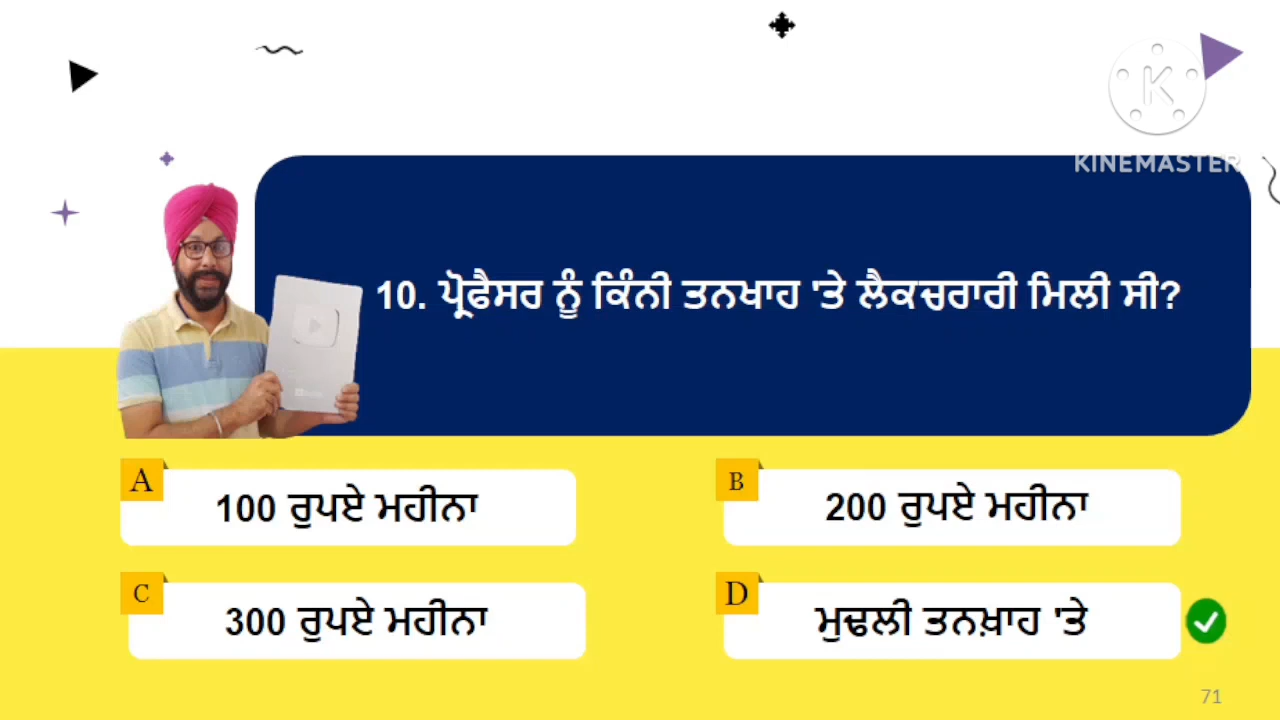 KINEMASTER
10. ਪ੍ਰੋਫੈਸਰ ਨੂੰ ਕਿੰਨੀ ਤਨਖਾਹ 'ਤੇ ਲੈਕਚਰਾਰੀ ਮਿਲੀ ਸੀ?
A 100 ਰੁਪਏ ਮਹੀਨਾ
B 200 ਰੁਪਏ ਮਹੀਨਾ
C 300 ਰੁਪਏ ਮਹੀਨਾ
D ਮੁਢਲੀ ਤਨਖ਼ਾਹ 'ਤੇ
71